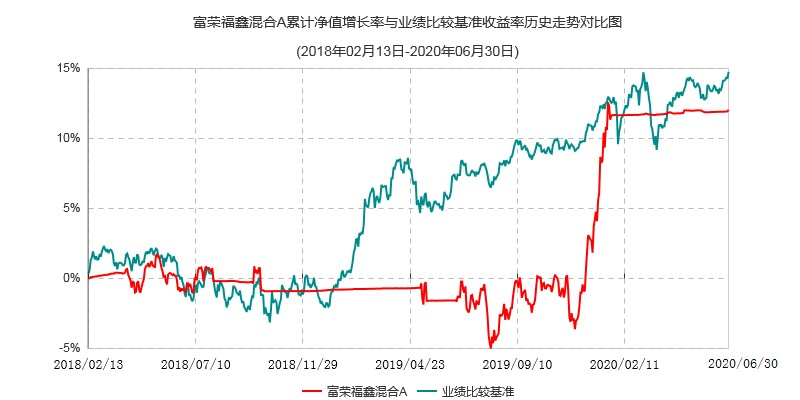 富荣福鑫混合A累计净值增长率与业绩比较基准收益率历史走势对比图
(2018年02月13日-2020年06月30日)
15%
10%
5%
0%
-5%
2018/02/13 2018/07/10 2018/11/29 2019/04/23 2019/09/10 2020/02/11 2020/06/30
富荣福鑫混合A 业绩比较基准